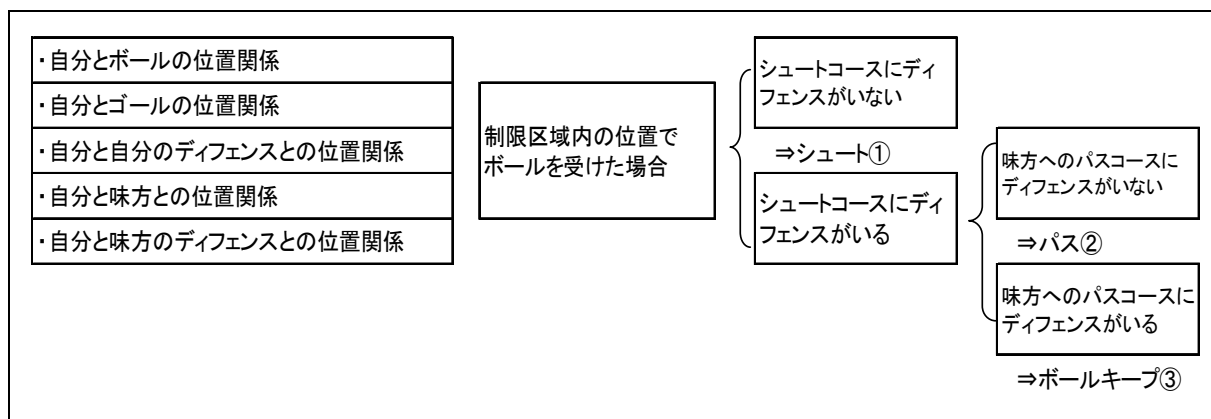 ・自分とボールの位置関係
・自分とゴールの位置関係
・自分と自分のディフェンスとの位置関係
・自分と味方との位置関係
・自分と味方のディフェンスとの位置関係
制限区域内の位置で
ボールを受けた場合
シュートコースにディ
フェンスがいない
⇒シュート①
シュートコースにディ
フェンスがいる
味方へのパスコースに
ディフェンスがいない
⇒パス②
味方へのパスコースに
ディフェンスがいる
⇒ボールキープ③